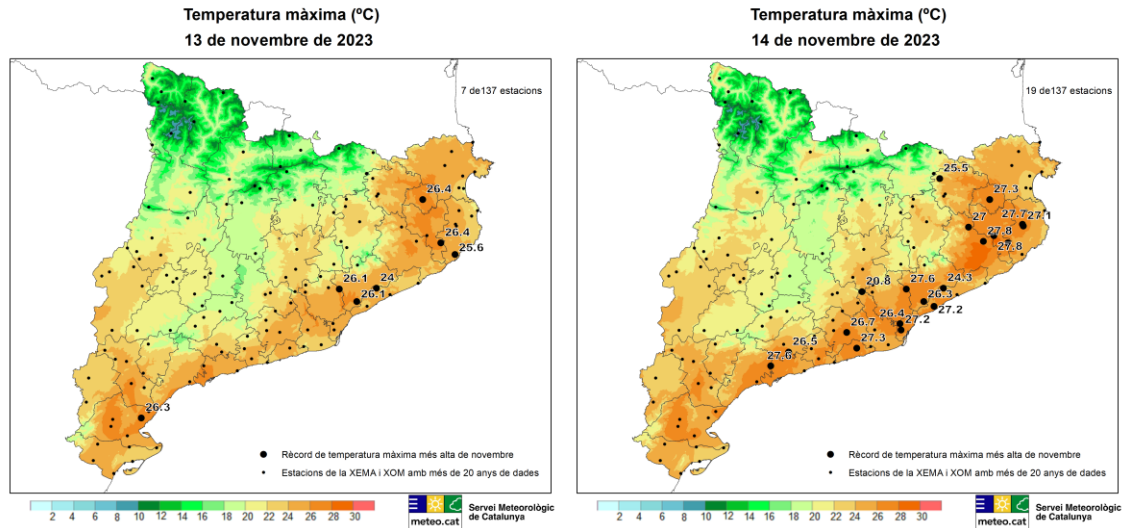 Temperatura màxima (ºC)
13 de novembre de 2023
7 de137 estacions
26.4
26.4
25.6
26.1
24
26.1
26.3
Rècord de temperatura màxima més alta de novembre
Estacions de la XEMA i XOM amb més de 20 anys de dades
2 4 6 8 10 12 14 16 18 20 22 24 26 28 30
meteo.cat
Servei Meteorològic
de Catalunya
Temperatura màxima (ºC)
14 de novembre de 2023
19 de137 estacions
25.5
27.3
27
27.7
27.1
27.8
27.8
20.8
27.6
24.3
26.3
27.2
26.4
27.2
26.7
27.3
26.5
27.6
Rècord de temperatura màxima més alta de novembre
Estacions de la XEMA i XOM amb més de 20 anys de dades
2 4 6 8 10 12 14 16 18 20 22 24 26 28 30
meteo.cat
Servei Meteorològic
de Catalunya